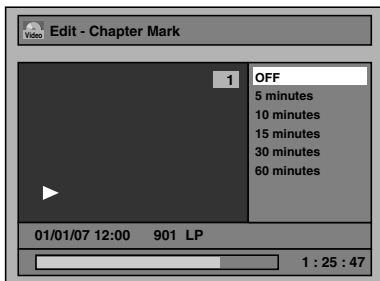 Video Edit - Chapter Mark
1
OFF
5 minutes
10 minutes
15 minutes
30 minutes
60 minutes
01/01/07 12:00 901 LP
1 : 25 : 47